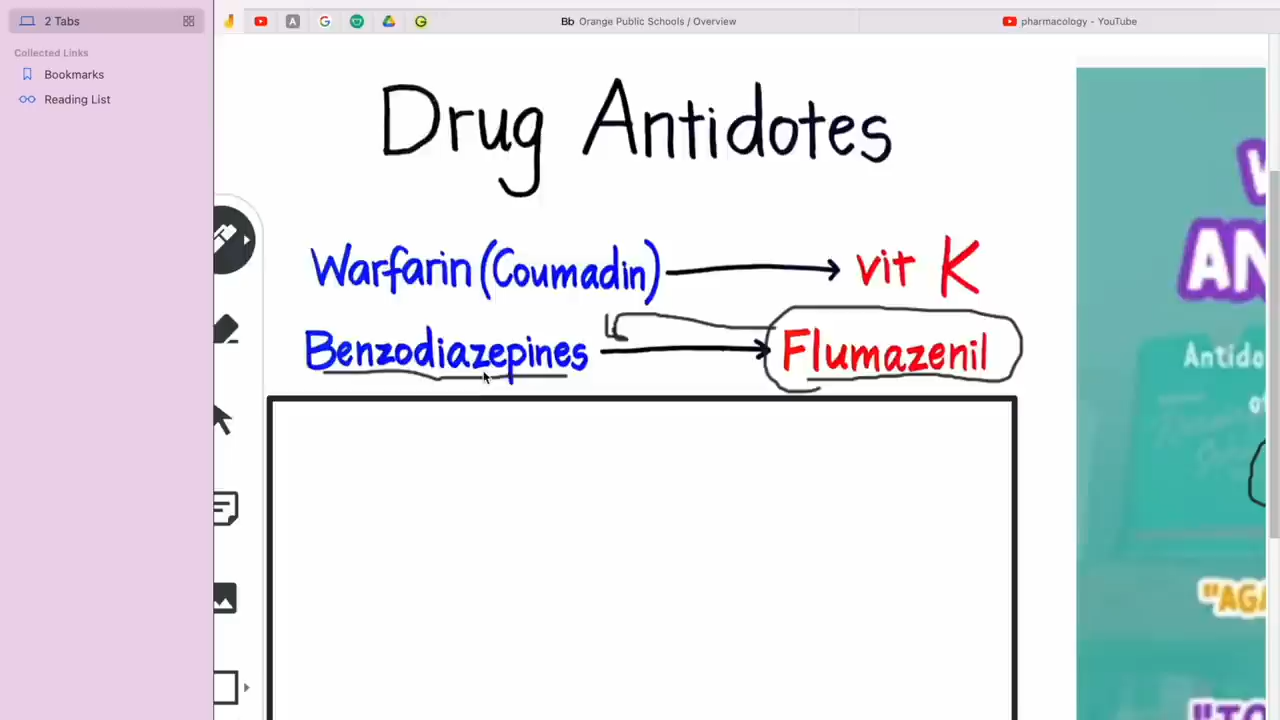 2 Tabs
Bb Orange Public Schools / Overview
pharmacology - YouTube
Collected Links
Bookmarks
Reading List
Drug Antidotes
Warfarin (Coumadin) → vit K
Benzodiazepines → Flumazenil
AN
Antido
"AGA